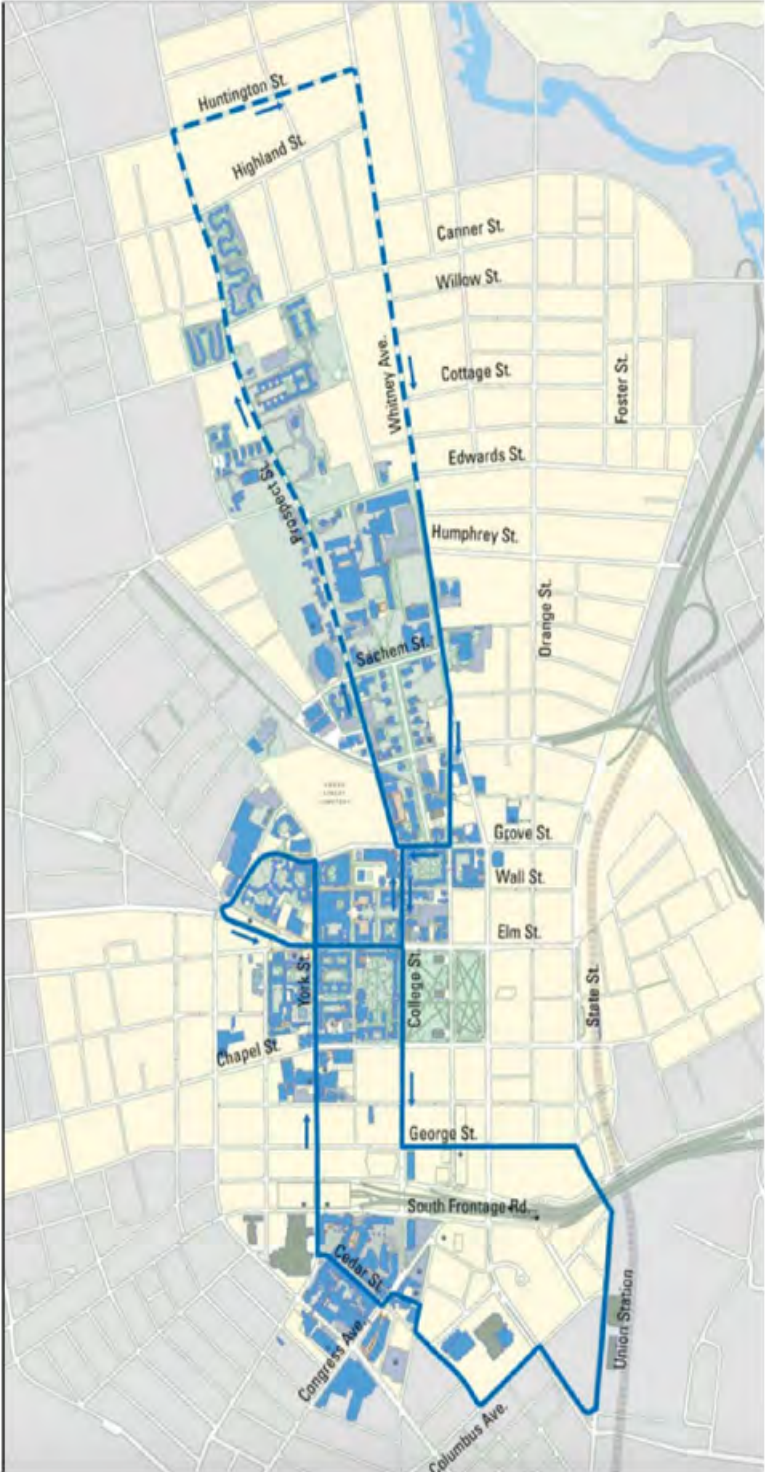 Huntington St.
Highland St.
Canner St.
Willow St.
Whitney Ave.
Cottage St.
Foster St.
Edwards St.
Prospect St.
Humphrey St.
Orange St.
Sachem St.
Grove St.
Wall St.
Elm St.
York St.
College St.
State St.
Chapel St.
George St.
South Frontage Rd.
Cedar St.
Union Station
Congress Ave.
Columbus Ave.